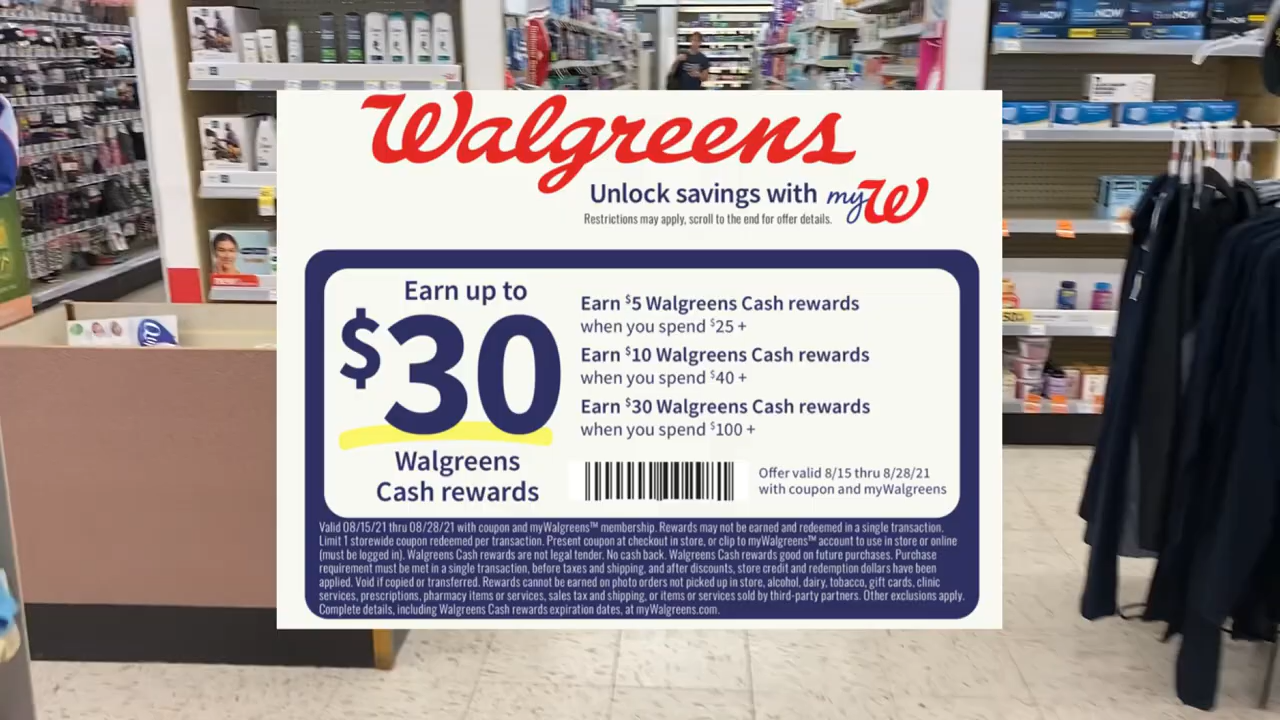 Walgreens
Unlock savings with myW
Restrictions may apply, scroll to the end for offer details.
Earn up to
$30
Walgreens
Cash rewards
Earn $5 Walgreens Cash rewards
when you spend $25 +
Earn $10 Walgreens Cash rewards
when you spend $40 +
Earn $30 Walgreens Cash rewards
when you spend $100 +
Offer valid 8/15 thru 8/28/21
with coupon and myWalgreens
Valid 08/15/21 thru 08/28/21 with coupon and myWalgreens™ membership. Rewards may not be earned and redeemed in a single transaction.
Limit 1 storewide coupon redeemed per transaction. Present coupon at checkout in store, or clip to myWalgreens™ account to use in store or online
(must be logged in). Walgreens Cash rewards are not legal tender. No cash back. Walgreens Cash rewards good on future purchases. Purchase
requirement must be met in a single transaction, before taxes and shipping, and after discounts, store credit and redemption dollars have been
applied. Void if copied or transferred. Rewards cannot be earned on photo orders not picked up in store, alcohol, dairy, tobacco, gift cards, clinic
services, prescriptions, pharmacy items or services, sales tax and shipping, or items or services sold by third-party partners. Other exclusions apply.
Complete details, including Walgreens Cash rewards expiration dates, at myWalgreens.com.